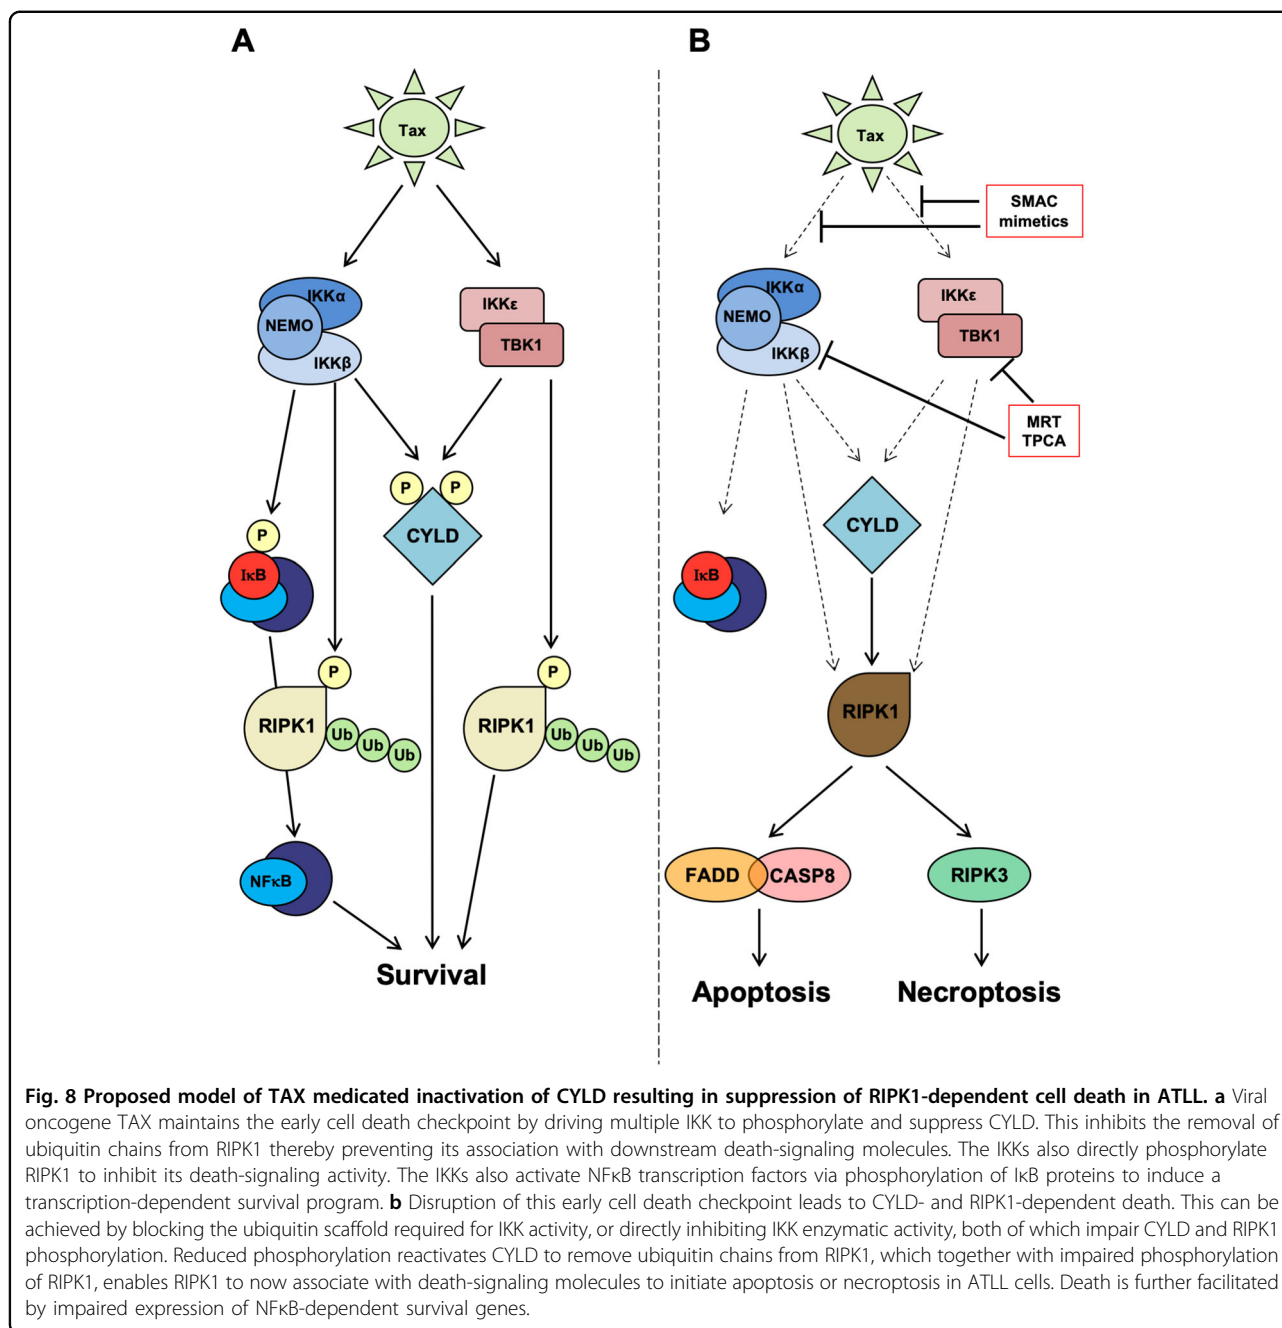 A
B
Tax
Tax
SMAC
mimetics
IKKα
NEMO
IKKβ
IKKε
TBK1
IKKα
NEMO
IKKβ
IKKε
TBK1
MRT
TPCA
P
P
CYLD
CYLD
P
IκB
IκB
P
RIPK1
Ub
Ub
Ub
P
RIPK1
Ub
Ub
Ub
RIPK1
NFκB
FADD
CASP8
RIPK3
Survival
Apoptosis
Necroptosis
Fig. 8 Proposed model of TAX medicated inactivation of CYLD resulting in suppression of RIPK1-dependent cell death in ATLL. a Viral
oncogene TAX maintains the early cell death checkpoint by driving multiple IKK to phosphorylate and suppress CYLD. This inhibits the removal of
ubiquitin chains from RIPK1 thereby preventing its association with downstream death-signaling molecules. The IKKs also directly phosphorylate
RIPK1 to inhibit its death-signaling activity. The IKKs also activate NFκB transcription factors via phosphorylation of IκB proteins to induce a
transcription-dependent survival program. b Disruption of this early cell death checkpoint leads to CYLD- and RIPK1-dependent death. This can be
achieved by blocking the ubiquitin scaffold required for IKK activity, or directly inhibiting IKK enzymatic activity, both of which impair CYLD and RIPK1
phosphorylation. Reduced phosphorylation reactivates CYLD to remove ubiquitin chains from RIPK1, which together with impaired phosphorylation
of RIPK1, enables RIPK1 to now associate with death-signaling molecules to initiate apoptosis or necroptosis in ATLL cells. Death is further facilitated
by impaired expression of NFκB-dependent survival genes.